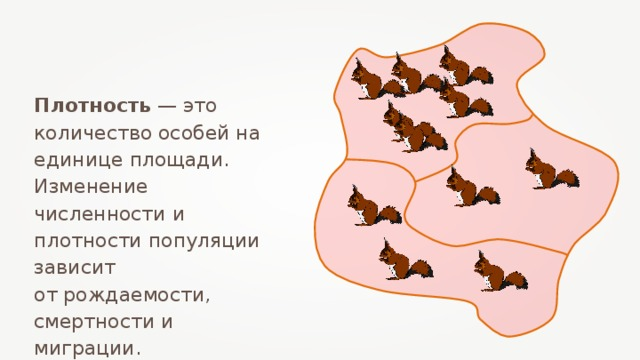 Плотность — это
количество особей на
единице площади.
Изменение
численности и
плотности популяции
зависит
от рождаемости,
смертности и
миграции.